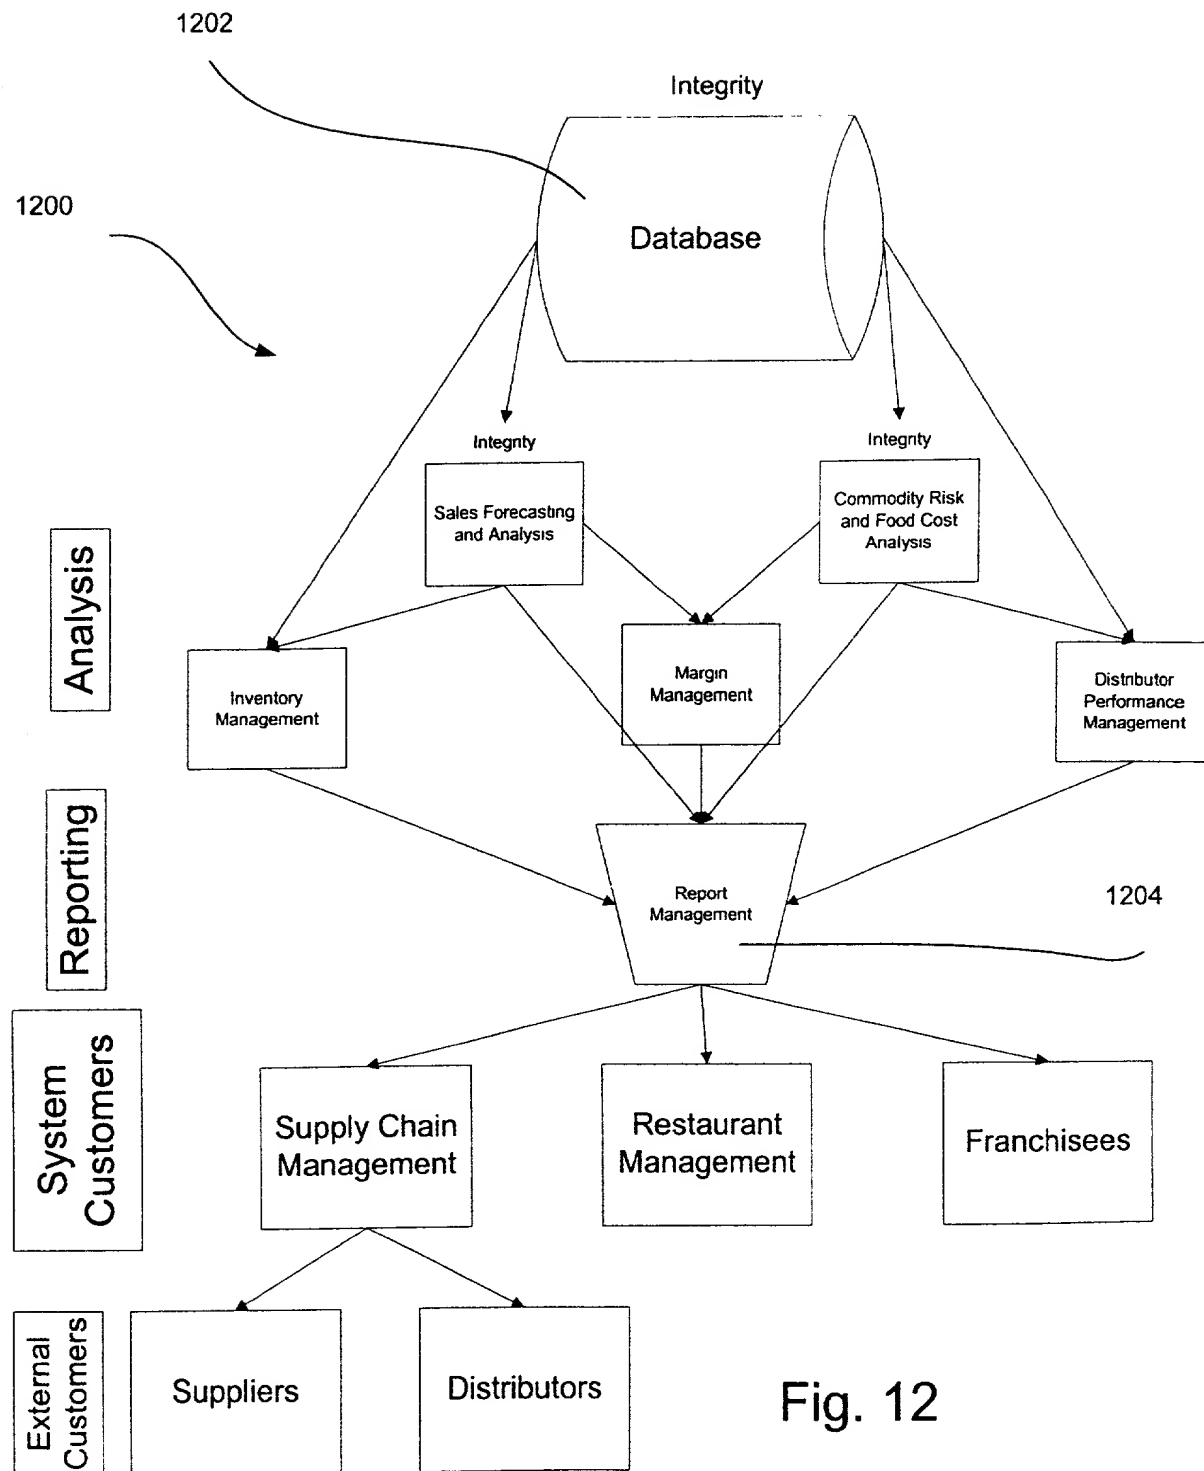 1202
Integrity
1200
Database
Integrity
Integrity
Sales Forecasting
and Analysis
Commodity Risk
and Food Cost
Analysis
Analysis
Inventory
Management
Margin
Management
Distributor
Performance
Management
Reporting
Report
Management
1204
System
Customers
Supply Chain
Management
Restaurant
Management
Franchisees
External
Customers
Suppliers
Distributors
Fig. 12